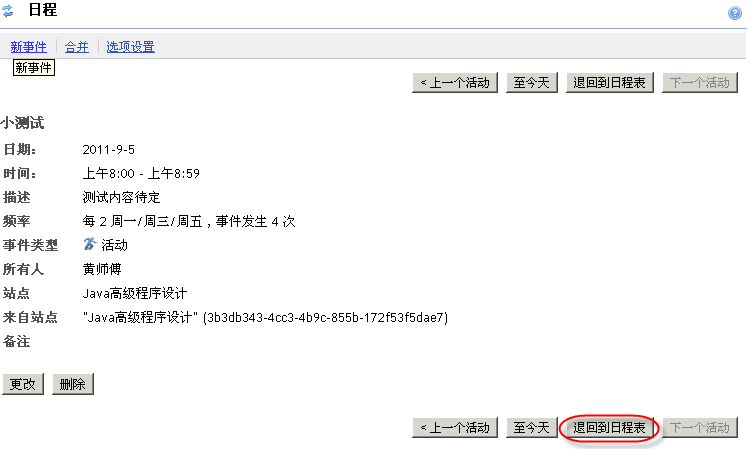 日程
新事件 合并 选项设置
新事件
< 上一个活动 至今天 退回到日程表 下一个活动
小测试
日期： 2011-9-5
时间： 上午8:00 - 上午8:59
描述 测试内容待定
频率 每 2 周一/周三/周五，事件发生 4 次
事件类型 活动
所有人 黄师傅
站点 Java高级程序设计
来自站点 "Java高级程序设计" (3b3db343-4cc3-4b9c-855b-172f53f5dae7)
备注
更改 删除
< 上一个活动 至今天 退回到日程表 下一个活动